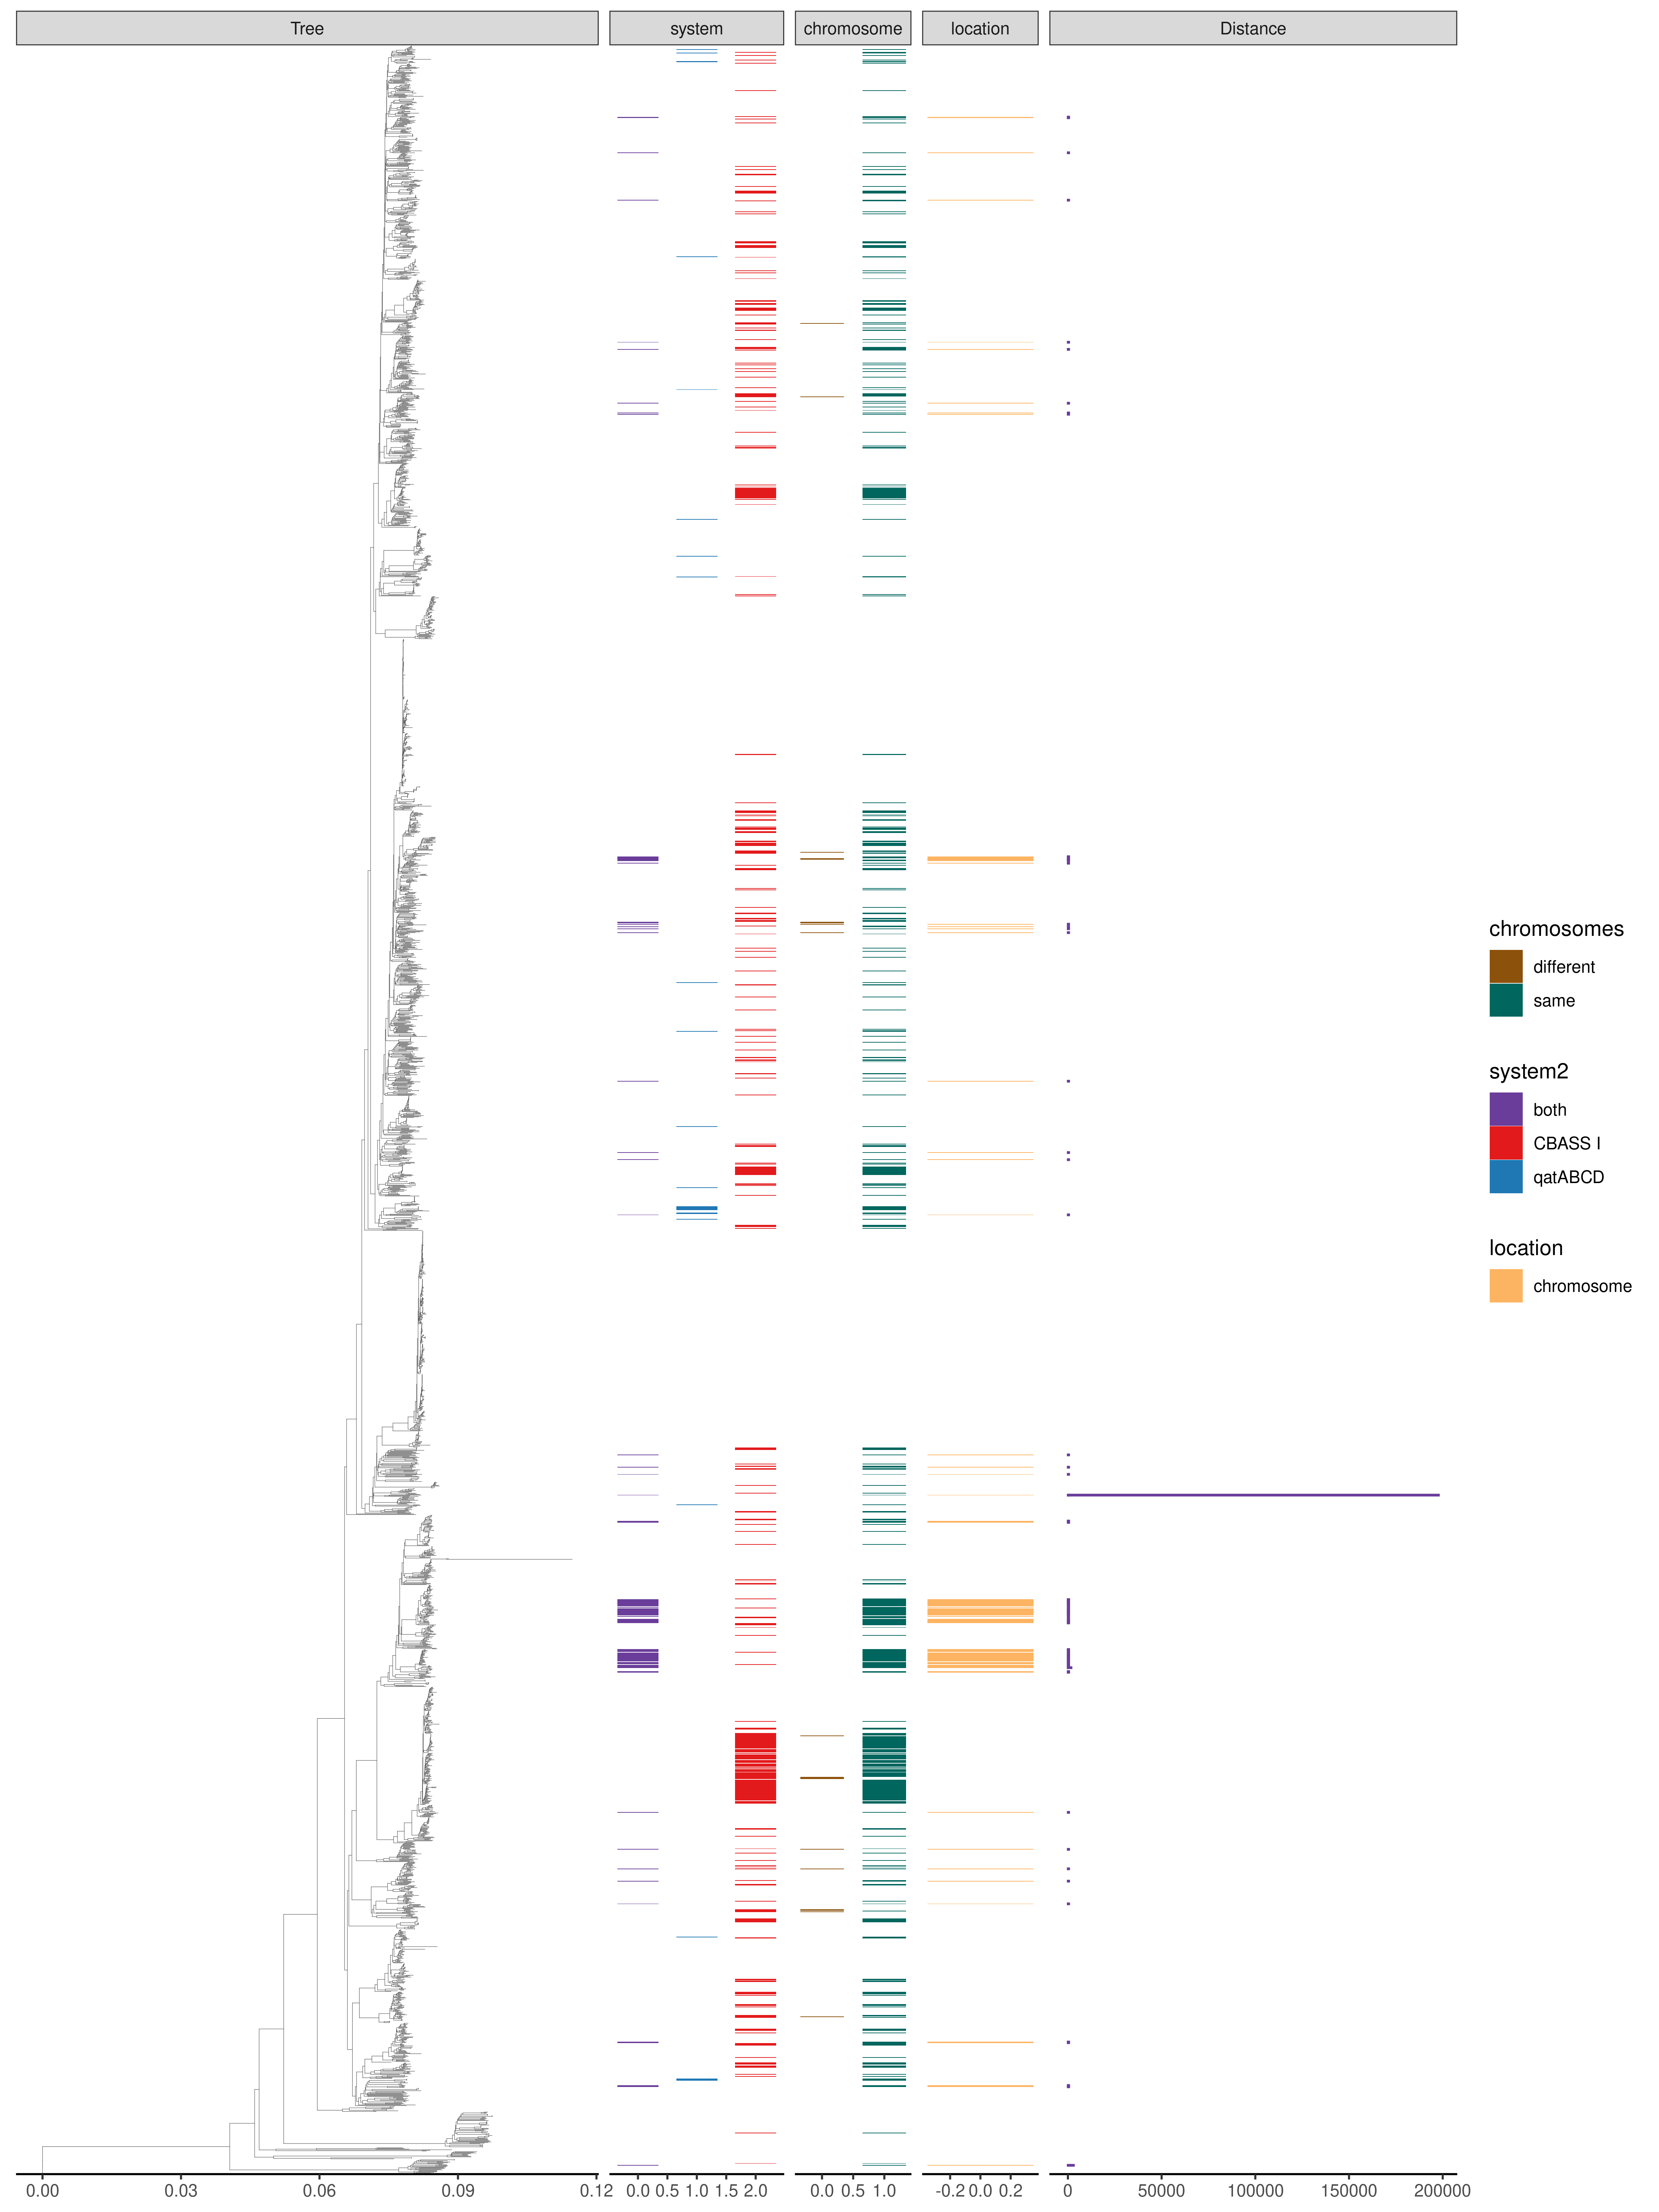 Tree system chromosome location Distance
chromosomes
different
same
system2
both
CBASS I
qatABCD
location
chromosome
0.00 0.03 0.06 0.09 0.12 0.0 0.5 1.0 1.5 2.0 0.0 0.5 1.0 -0.2 0.0 0.2 0 50000 100000 150000 200000